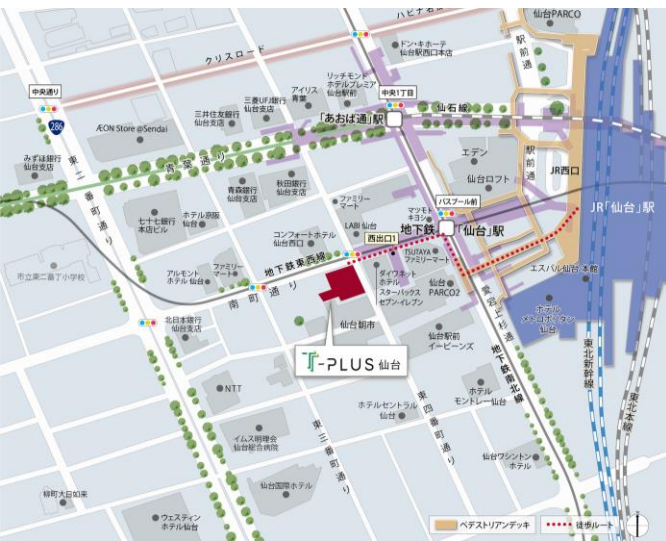 仙台PARCO
ハピナ名
クリスロード
ドン・キホーテ
仙台駅西口本店
駅前通
中央通り
286
ÆON Store @Sendai
三井住友銀行
仙台支店
三菱UFJ銀行
仙台支店
アイリス
青葉
リッチモンド
ホテルプレミア
仙台駅前
中央1丁目
仙石線
「あおば通」駅
みずほ銀行
仙台支店
東二番町通り
青葉通り
エデン
仙台ロフト
駅前通
JR西口
青森銀行
仙台支店
秋田銀行
仙台支店
ファミリー
マート
バスプール前
JR「仙台」駅
七十七銀行
本店ビル
ホテル京阪
仙台
LABI 仙台
マツモト
キヨシ
地下鉄「仙台」駅
コンフォートホテル
仙台西口
西出口1
TSUTAYA
ファミリーマート
市立東二番丁小学校
アルモント
ホテル 仙台
ファミリー
マート
地下鉄東西線
南町通り
ダイワネット
ホテル
スターバックス
セブン-イレブン
仙台
PARCO2
愛宕上杉通
エスパル仙台 本館
北日本銀行
仙台支店
仙台朝市
仙台駅前
イービーンズ
ホテル
メトロポリタン
仙台
T-PLUS 仙台
地下鉄南北線
東北新幹線
東北本線
NTT
ホテルセントラル
仙台
ホテル
モントレー仙台
東三番町通り
東四番町通り
イムス明理会
仙台総合病院
仙台国際ホテル
仙台ワシントン
ホテル
柳町大日如来
ウェスティン
ホテル仙台
ペデストリアンデッキ
徒歩ルート